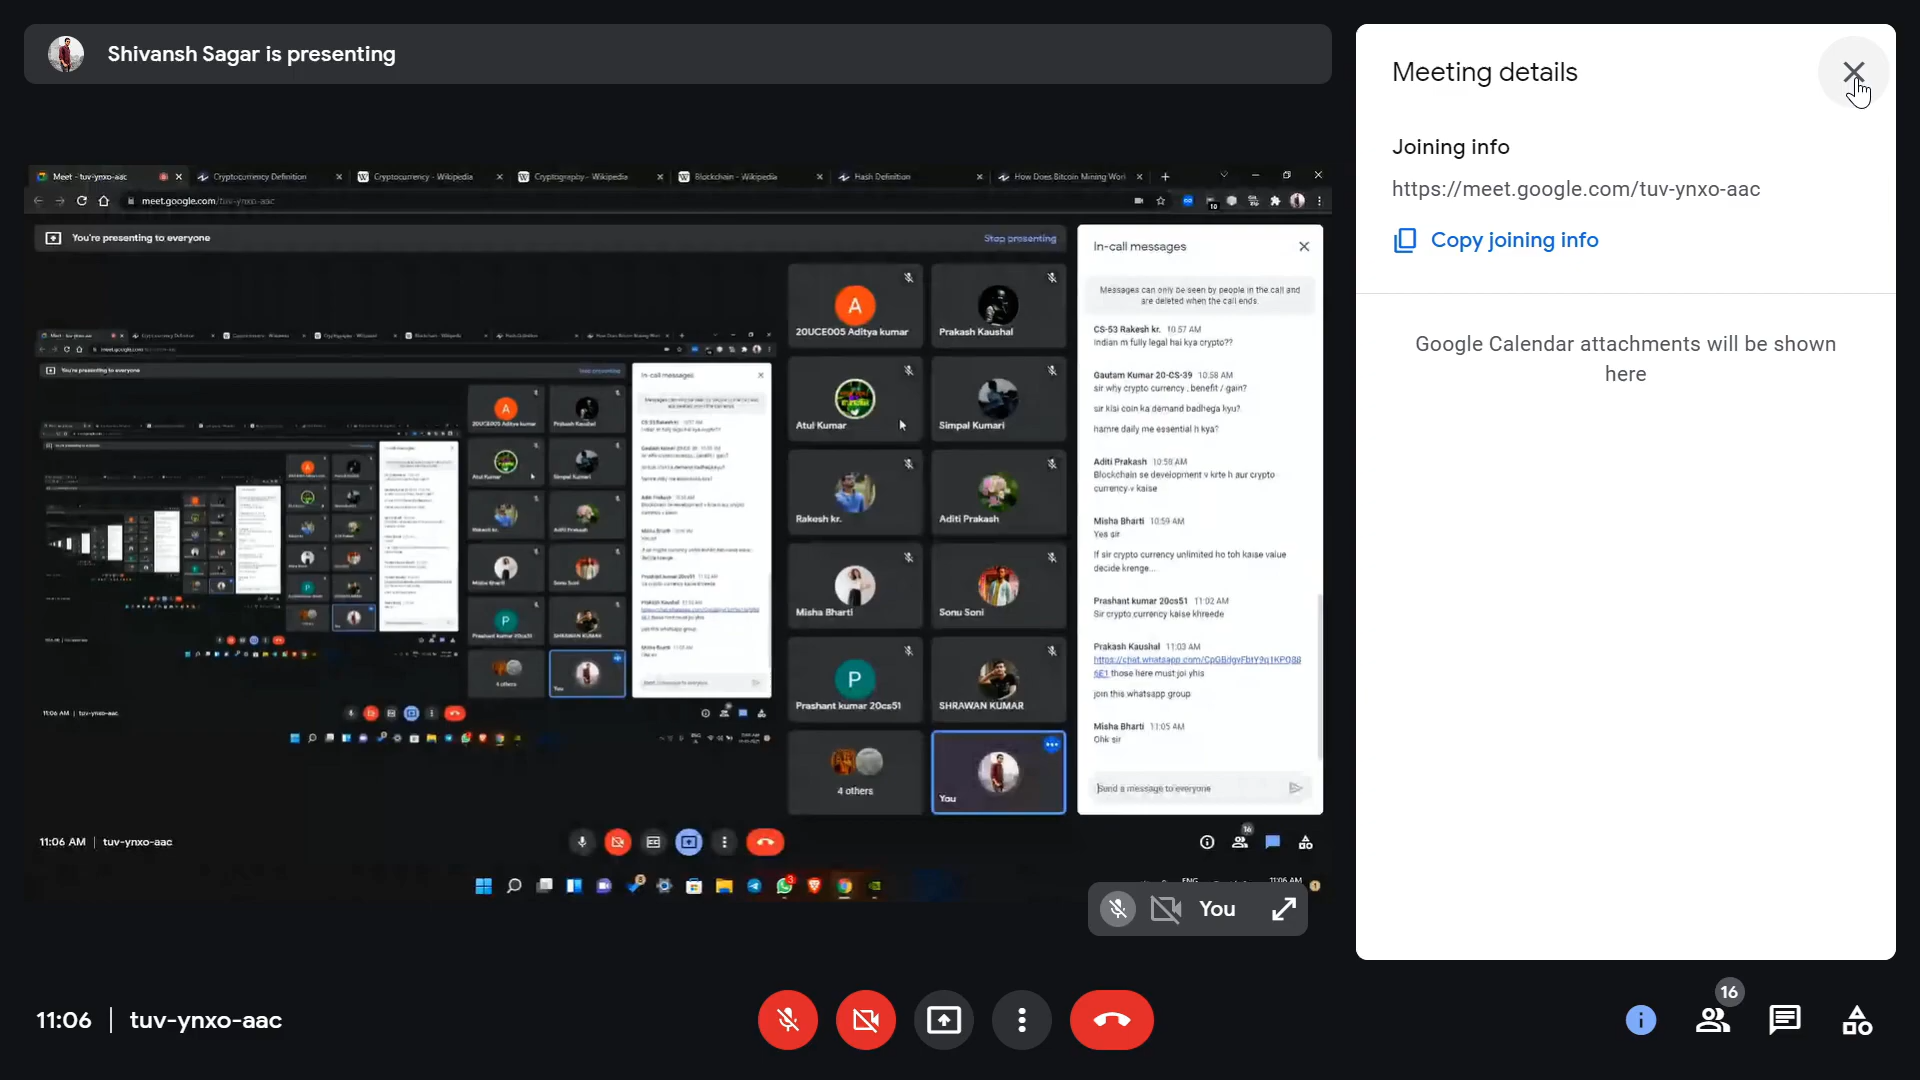 Shivansh Sagar is presenting
Meet - tuv-ynxo-aac
Cryptocurrency Definition
Cryptocurrency - Wikipedia
Cryptography - Wikipedia
Blockchain - Wikipedia
Hash Definition
How Does Bitcoin Mining Wor
meet.google.com/tuv-ynxo-aac
You're presenting to everyone
Stop presenting
A
20UCE005 Aditya kumar
Prakash Kaushal
Atul Kumar
Simpal Kumari
Rakesh kr.
Aditi Prakash
Misha Bharti
Sonu Soni
P
Prashant kumar 20cs51
SHRAWAN KUMAR
4 others
You
In-call messages
Messages can only be seen by people in the call and
are deleted when the call ends.
CS-53 Rakesh kr. 10:57 AM
Indian m fully legal hai kya crypto??
Gautam Kumar 20-CS-39 10:58 AM
sir why crypto currency , benefit / gain?
sir kisi coin ka demand badhega kyu?
hamre daily me essential h kya?
Aditi Prakash 10:58 AM
Blockchain se development v krte h aur crypto
currency v kaise
Misha Bharti 10:59 AM
Yes sir
If sir crypto currency unlimited ho toh kaise value
decide krenge...
Prashant kumar 20cs51 11:02 AM
Sir crypto currency kaise khreede
Prakash Kaushal 11:03 AM
those here must joi yhis
join this whatsapp group
Misha Bharti 11:05 AM
Ohk sir
Send a message to everyone
11:06 AM | tuv-ynxo-aac
16
ENG
11:06 AM
You
Meeting details
Joining info
https://meet.google.com/tuv-ynxo-aac
Copy joining info
Google Calendar attachments will be shown
here
11:06 | tuv-ynxo-aac
16